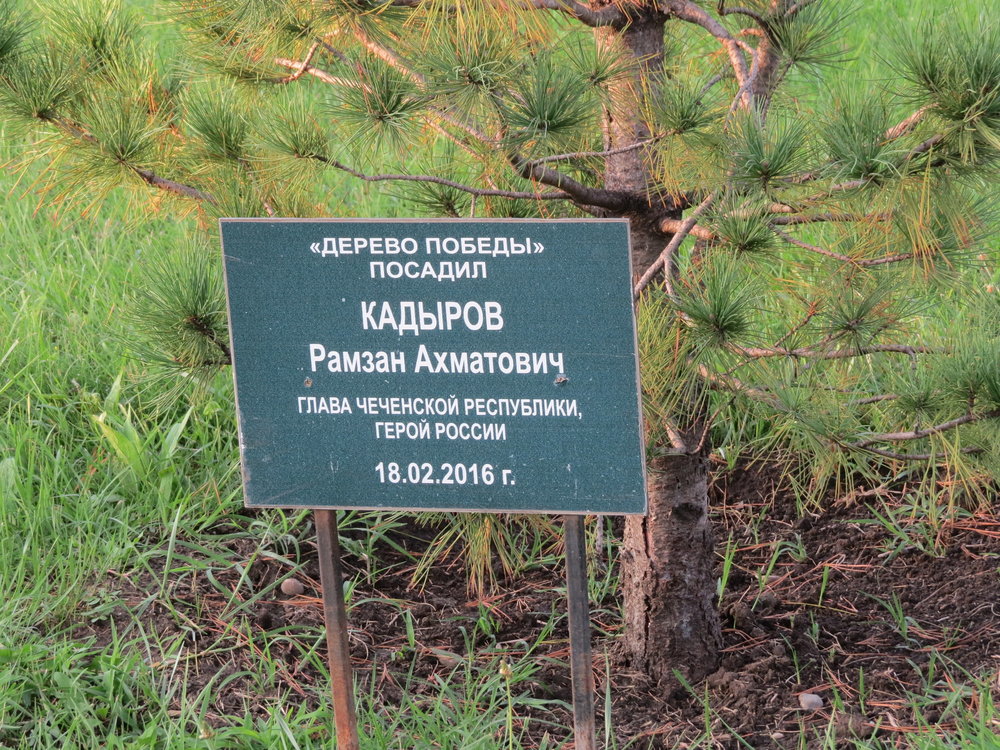 «ДЕРЕВО ПОБЕДЫ»
ПОСАДИЛ
КАДЫРОВ
Рамзан Ахматович
ГЛАВА ЧЕЧЕНСКОЙ РЕСПУБЛИКИ,
ГЕРОЙ РОССИИ
18.02.2016 г.